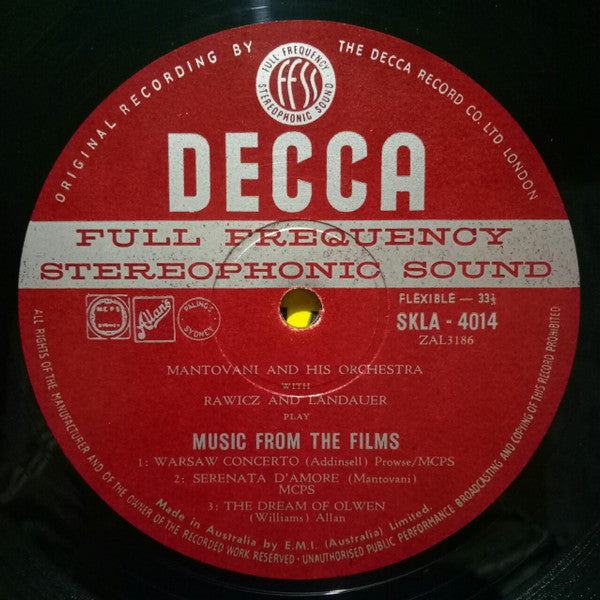 ORIGINAL RECORDING BY THE DECCA RECORD CO. LTD. LONDON
FULL FREQUENCY
FFSS
STEREOPHONIC SOUND
DECCA
FULL FREQUENCY
STEREOPHONIC SOUND
M.C.P.S
Allans
PALING'S
SYDNEY
FLEXIBLE — 33⅓
SKLA - 4014
ZAL3186
MANTOVANI AND HIS ORCHESTRA
WITH
RAWICZ AND LANDAUER
PLAY
MUSIC FROM THE FILMS
1: WARSAW CONCERTO (Addinsell) Prowse/MCPS
2: SERENATA D'AMORE (Mantovani)
MCPS
3: THE DREAM OF OLWEN
(Williams) Allan
Made in Australia by E.M.I. (Australia) Limited.
ALL RIGHTS OF THE MANUFACTURER AND OF THE OWNER OF THE RECORDED WORK RESERVED · UNAUTHORISED PUBLIC PERFORMANCE BROADCASTING AND COPYING OF THIS RECORD PROHIBITED